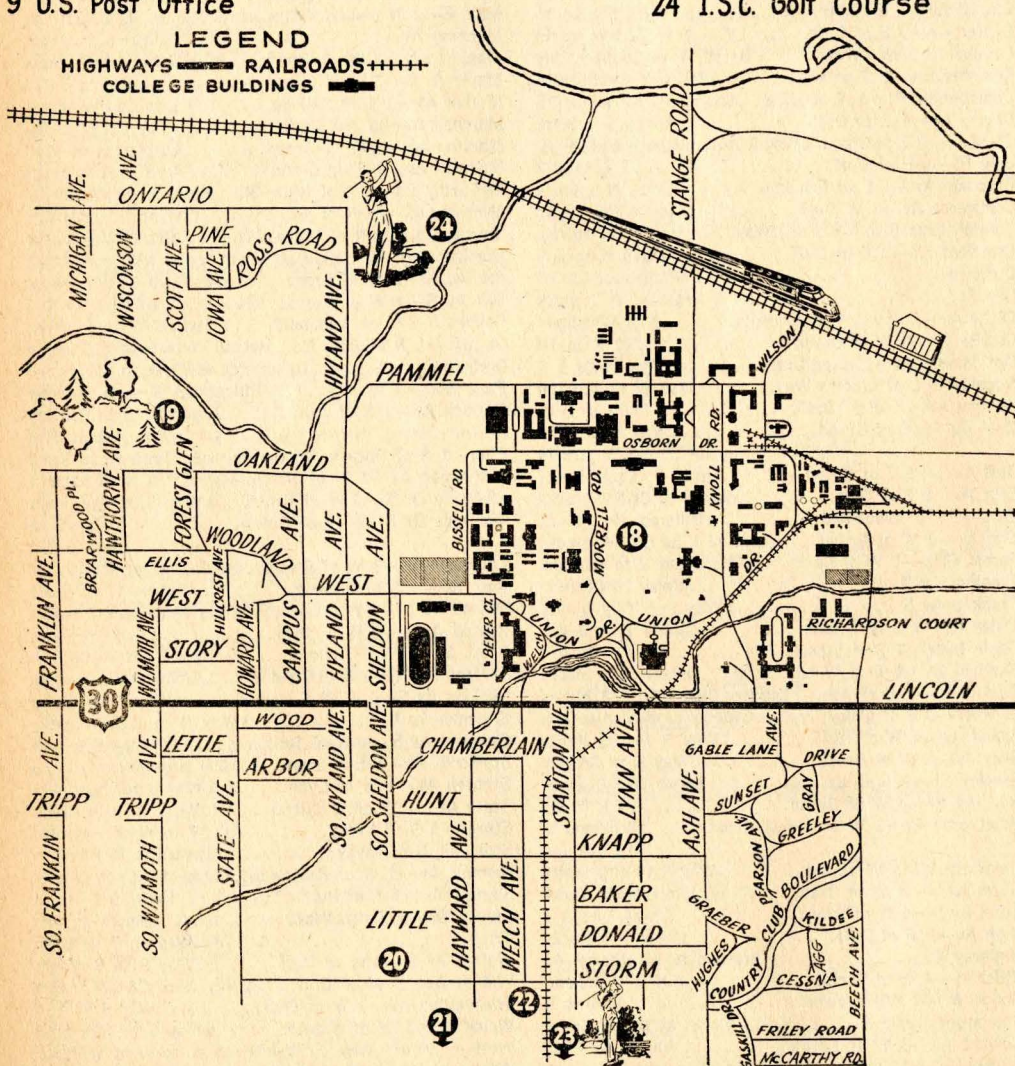 9 U.S. Post Office
24 I.S.C. Golf Course
LEGEND
HIGHWAYS RAILROADS
COLLEGE BUILDINGS
STANGE ROAD
MICHIGAN AVE.
WISCONSON AVE.
ONTARIO
SCOTT AVE.
PINE
IOWA AVE.
ROSS ROAD
HYLAND AVE.
24
PAMMEL
WILSON
19
OSBORN DR.
RD.
KNOLL
OAKLAND
BRIARWOOD PL.
HAWTHORNE AVE.
FOREST GLEN
WOODLAND
AVE.
AVE.
AVE.
BISSELL RD.
MORRELL RD.
18
DR.
FRANKLIN AVE.
ELLIS
WEST
HILLCREST AVE
WEST
WILMOTH AVE.
STORY
HOWARD AVE
CAMPUS
HYLAND
SHELDON
BEYER CT.
WELCH
UNION DR.
UNION
RICHARDSON COURT
30
LINCOLN
WOOD
AVE.
AVE.
LETTIE
ARBOR
SO. HYLAND AVE.
SO. SHELDON AVE.
CHAMBERLAIN
STANTON AVE.
LYNN AVE.
ASH AVE.
GABLE LANE
AVE.
DRIVE
SUNSET
GRAY
TRIPP
TRIPP
HUNT
AVE.
GREELEY
STATE AVE.
KNAPP
PEARSON
BOULEVARD
SO. FRANKLIN
SO. WILMOTH
LITTLE
HAYWARD AVE
WELCH AVE.
BAKER
DONALD
STORM
GRAEBER
HUGHES
COUNTRY CLUB
KILDEE
AGG
CESSNA
BEECH AVE.
20
21
22
23
GASKILL DR.
FRILEY ROAD
McCARTHY RD.